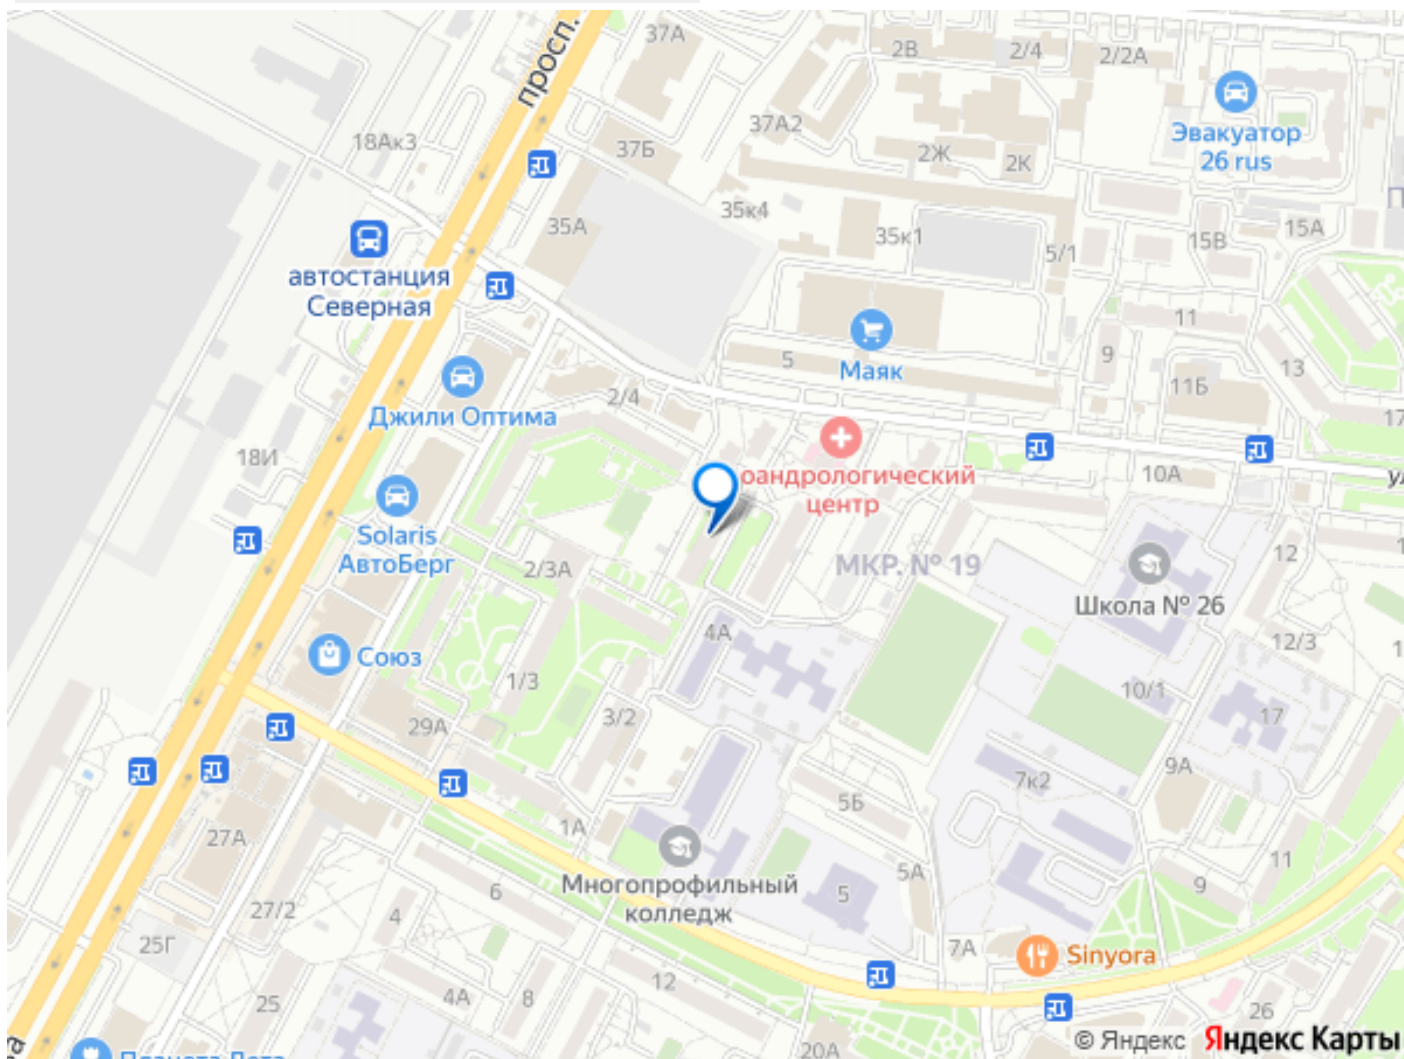 просп.
37А
2В
2/4
2/2А
Эвакуатор
26 rus
37А2
18Ак3
37Б
2Ж
2К
35к4
15А
35А
35к1
15В
5/1
автостанция
Северная
11
Маяк
5
9
13
11Б
2/4
17
Джили Оптима
18И
оандрологический
центр
10А
Solaris
АвтоБерг
2/3А
МКР. № 19
12
Школа № 26
4А
12/3
Союз
1/3
10/1
3/2
17
29А
9А
7к2
5Б
1А
27А
11
5А
Многопрофильный
колледж
6
5
9
27/2
4
25Г
7А
Sinyora
12
25
4А
8
26
20А
© Яндекс
Яндекс Карты